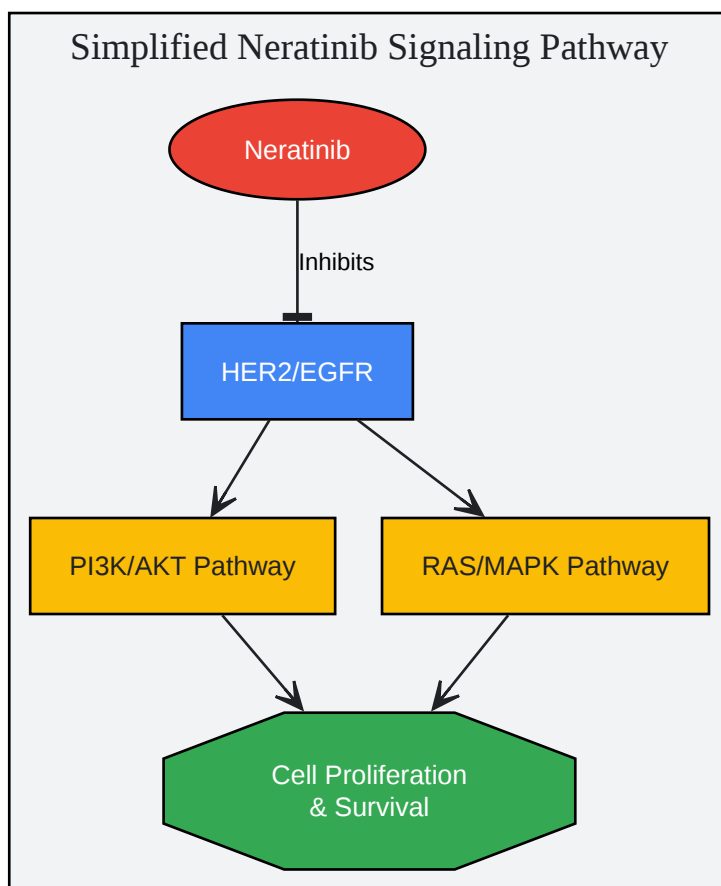 Simplified Neratinib Signaling Pathway
Neratinib
Inhibits
HER2/EGFR
PI3K/AKT Pathway
RAS/MAPK Pathway
Cell Proliferation
& Survival